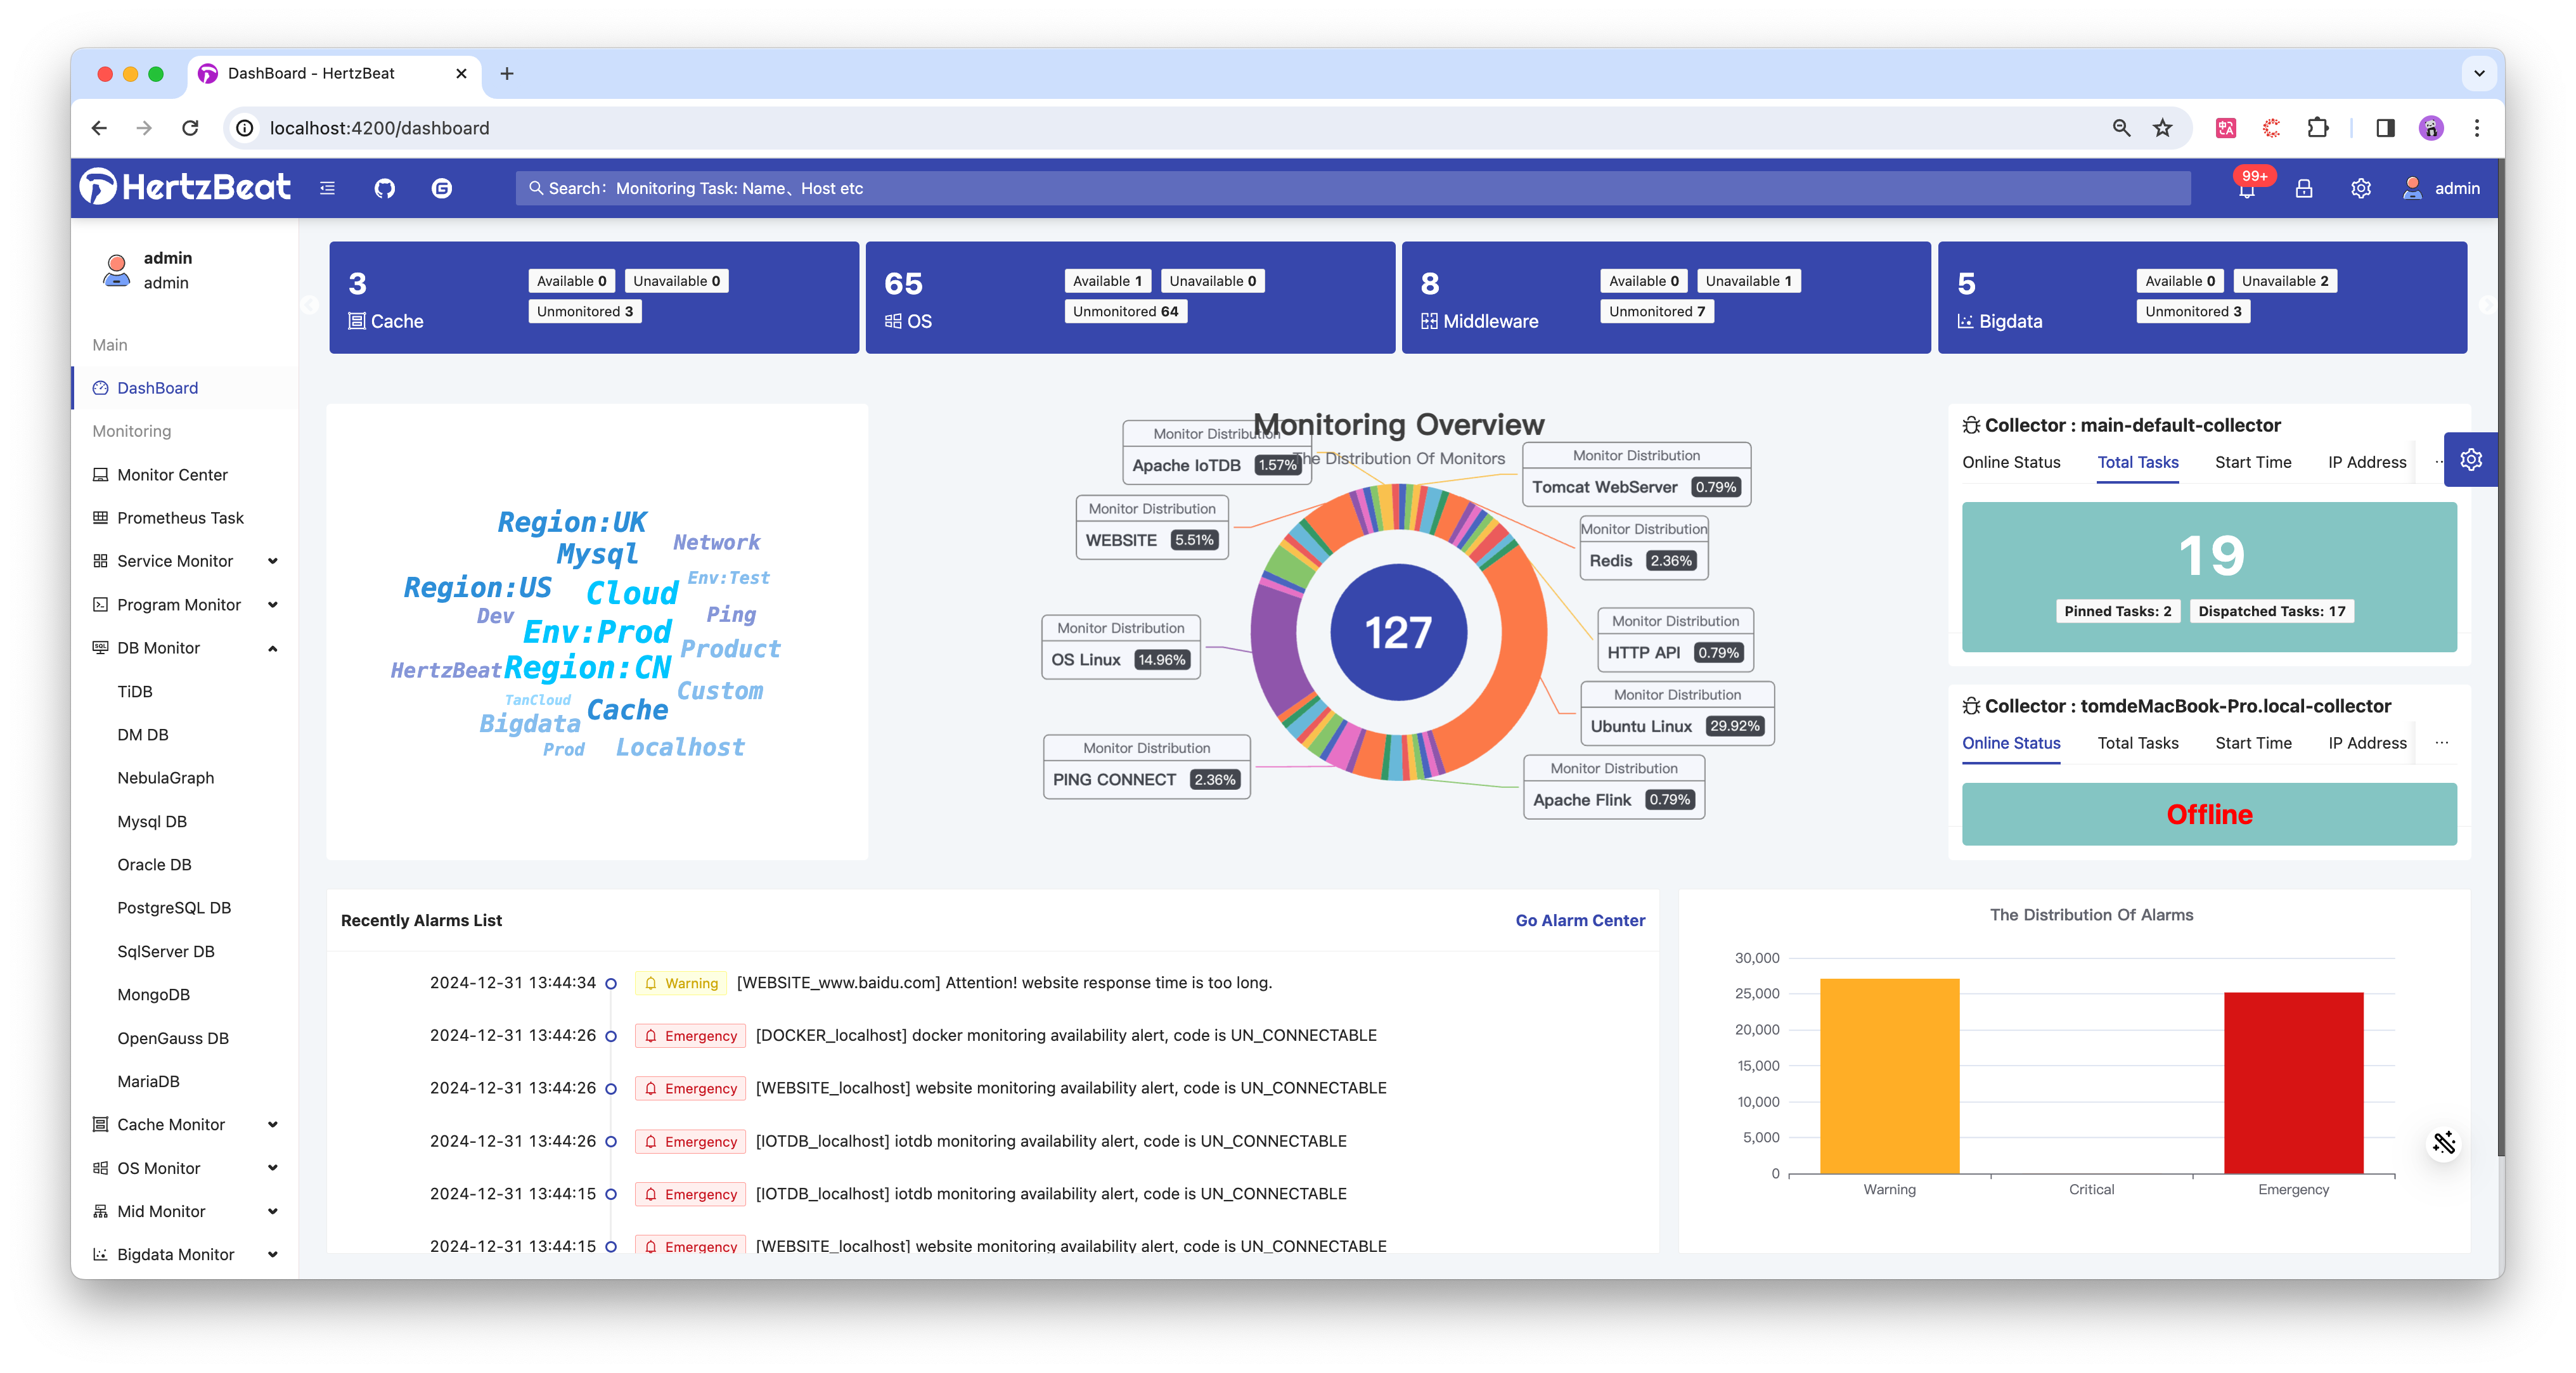 DashBoard - HertzBeat
localhost:4200/dashboard
HertzBeat
Search： Monitoring Task: Name、Host etc
99+
admin
admin
admin
Main
DashBoard
Monitoring
Monitor Center
Prometheus Task
Service Monitor
Program Monitor
DB Monitor
TiDB
DM DB
NebulaGraph
Mysql DB
Oracle DB
PostgreSQL DB
SqlServer DB
MongoDB
OpenGauss DB
MariaDB
Cache Monitor
OS Monitor
Mid Monitor
Bigdata Monitor
3
Cache
Available 0
Unavailable 0
Unmonitored 3
65
OS
Available 1
Unavailable 0
Unmonitored 64
8
Middleware
Available 0
Unavailable 1
Unmonitored 7
5
Bigdata
Available 0
Unavailable 2
Unmonitored 3
Region:UK
Mysql
Network
Region:US
Cloud
Env:Test
Dev
Ping
Env:Prod
Product
HertzBeat
Region:CN
Custom
TanCloud
Cache
Bigdata
Prod
Localhost
Monitoring Overview
The Distribution Of Monitors
Monitor Distribution
Apache IoTDB 1.57%
Monitor Distribution
WEBSITE 5.51%
Monitor Distribution
OS Linux 14.96%
Monitor Distribution
PING CONNECT 2.36%
127
Monitor Distribution
Tomcat WebServer 0.79%
Monitor Distribution
Redis 2.36%
Monitor Distribution
HTTP API 0.79%
Monitor Distribution
Ubuntu Linux 29.92%
Monitor Distribution
Apache Flink 0.79%
Collector : main-default-collector
Online Status Total Tasks Start Time IP Address ···
19
Pinned Tasks: 2 Dispatched Tasks: 17
Collector : tomdeMacBook-Pro.local-collector
Online Status Total Tasks Start Time IP Address ···
Offline
Recently Alarms List
Go Alarm Center
2024-12-31 13:44:34 Warning [WEBSITE_www.baidu.com] Attention! website response time is too long.
2024-12-31 13:44:26 Emergency [DOCKER_localhost] docker monitoring availability alert, code is UN_CONNECTABLE
2024-12-31 13:44:26 Emergency [WEBSITE_localhost] website monitoring availability alert, code is UN_CONNECTABLE
2024-12-31 13:44:26 Emergency [IOTDB_localhost] iotdb monitoring availability alert, code is UN_CONNECTABLE
2024-12-31 13:44:15 Emergency [IOTDB_localhost] iotdb monitoring availability alert, code is UN_CONNECTABLE
2024-12-31 13:44:15 Emergency [WEBSITE_localhost] website monitoring availability alert, code is UN_CONNECTABLE
The Distribution Of Alarms
30,000
25,000
20,000
15,000
10,000
5,000
0
Warning
Critical
Emergency